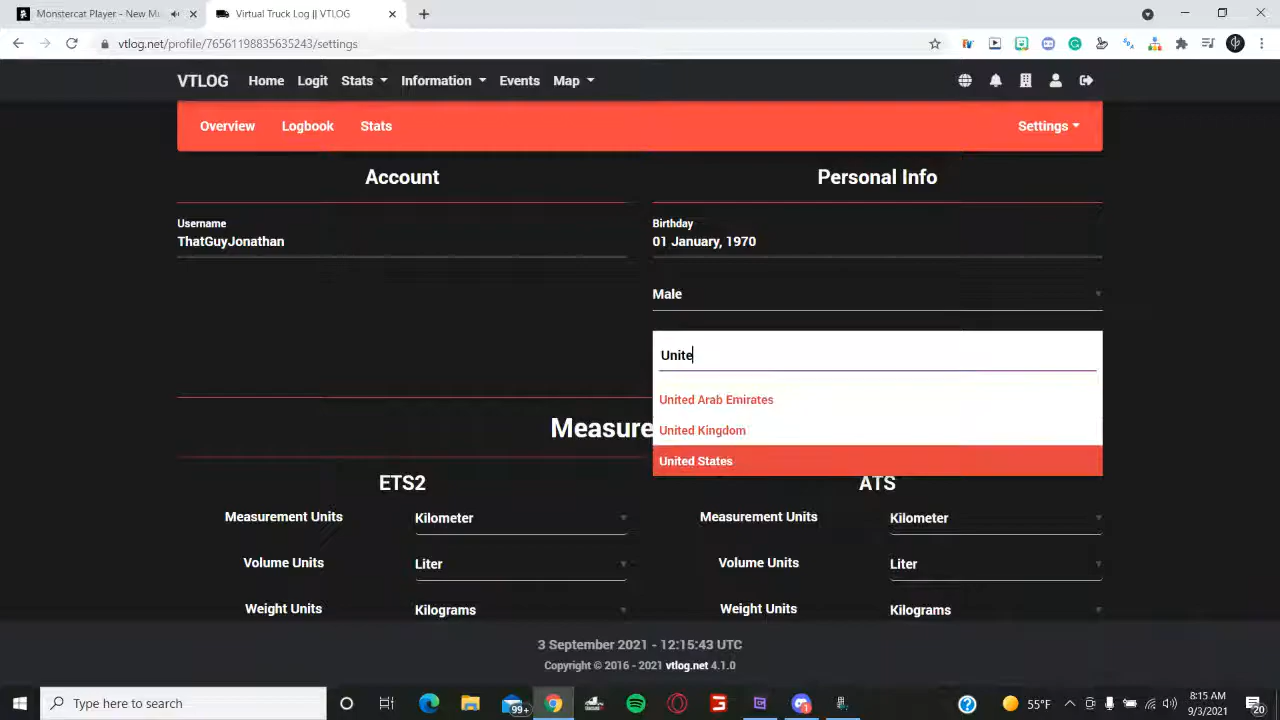 Monstercat Player - New Mu
Virtual Truck Log || VTLOG
vtlog.net/profile/76561198835635243/settings
VTLOG Home Logit Stats Information Events Map
Overview Logbook Stats Settings
Account
Personal Info
Username
ThatGuyJonathan
Birthday
01 January, 1970
Male
Unite
United Arab Emirates
United Kingdom
United States
Measure
ETS2
ATS
Measurement Units Kilometer
Measurement Units Kilometer
Volume Units Liter
Volume Units Liter
Weight Units Kilograms
Weight Units Kilograms
3 September 2021 - 12:15:43 UTC
Copyright © 2016 - 2021 vtlog.net 4.1.0
Type here to search
99+
55°F
8:15 AM
9/3/2021
20